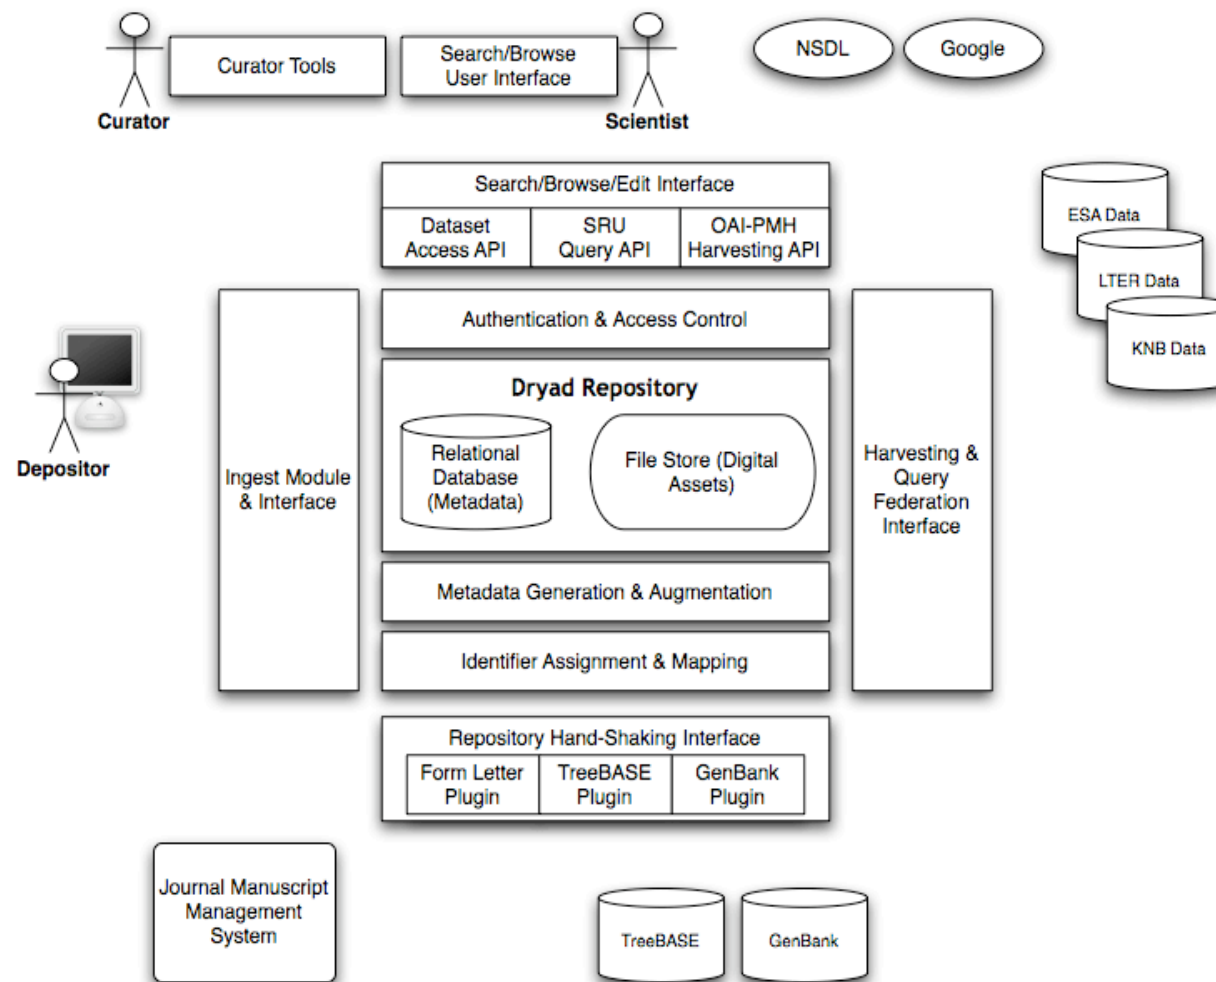 Curator Tools
Search/Browse
User Interface
NSDL
Google
Curator
Scientist
Search/Browse/Edit Interface
Dataset
Access API
SRU
Query API
OAI-PMH
Harvesting API
ESA Data
LTER Data
KNB Data
Authentication & Access Control
Dryad Repository
Relational
Database
(Metadata)
File Store (Digital
Assets)
Depositor
Ingest Module
& Interface
Harvesting &
Query
Federation
Interface
Metadata Generation & Augmentation
Identifier Assignment & Mapping
Repository Hand-Shaking Interface
Form Letter
Plugin
TreeBASE
Plugin
GenBank
Plugin
Journal Manuscript
Management
System
TreeBASE
GenBank